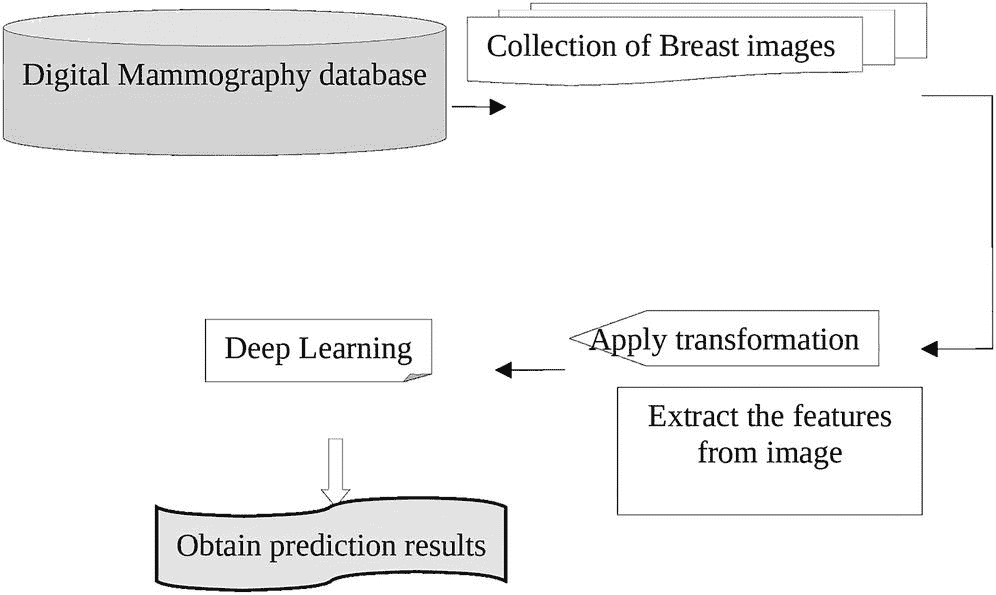 Digital Mammography database
Collection of Breast images
Apply transformation
Extract the features
from image
Deep Learning
Obtain prediction results